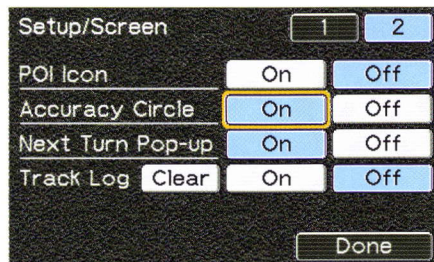 Setup/Screen 1 2
POI Icon On Off
Accuracy Circle On Off
Next Turn Pop-up On Off
Track Log Clear On Off
Done